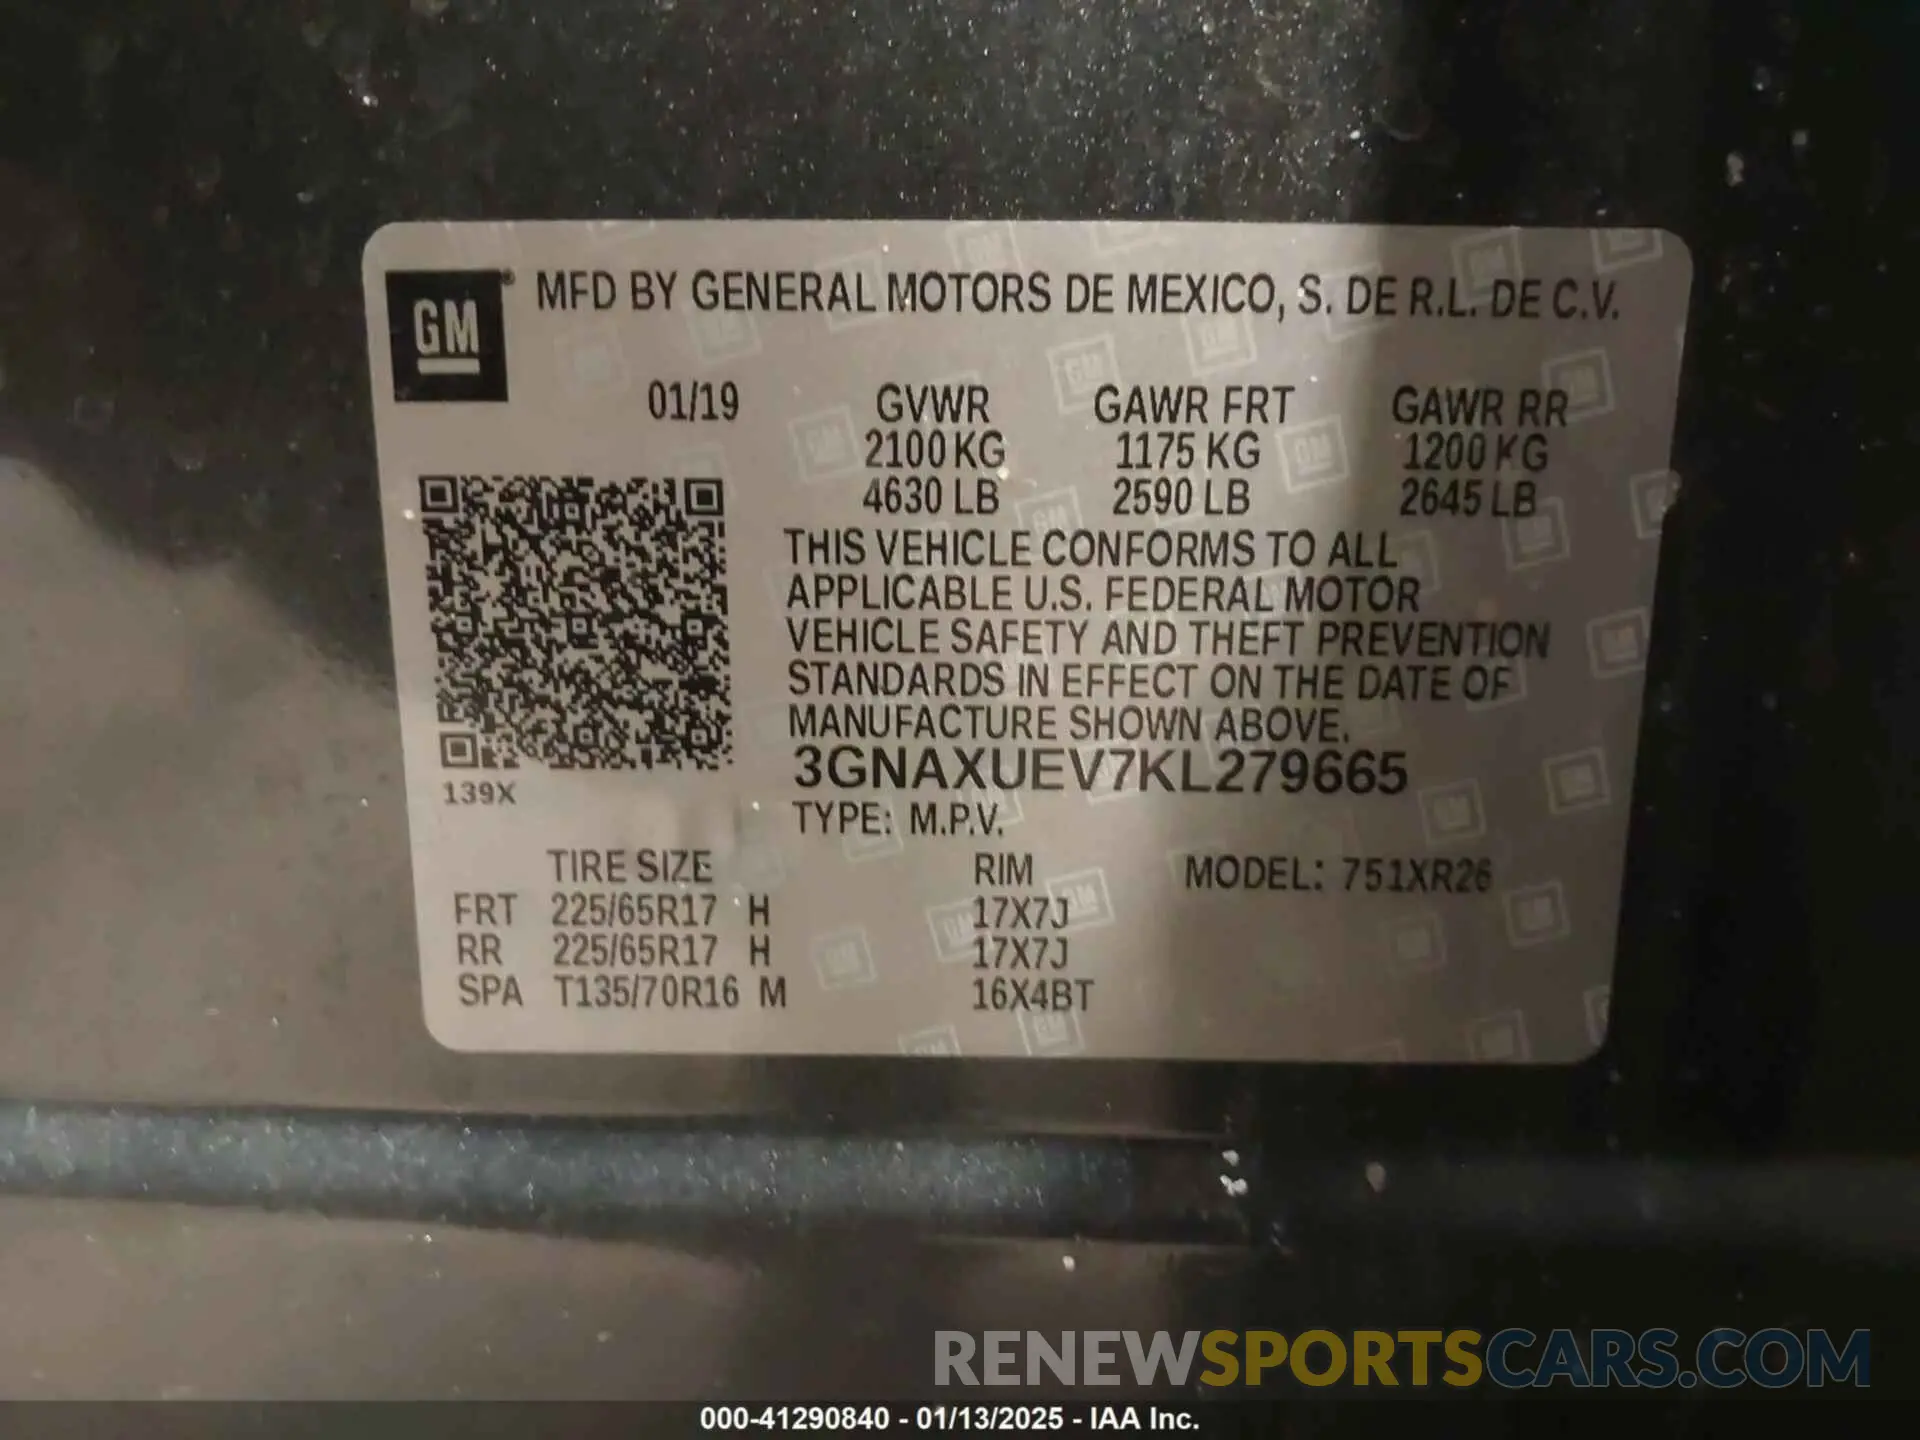 GM
® MFD BY GENERAL MOTORS DE MEXICO, S. DE R.L. DE C.V.
01/19 GVWR GAWR FRT GAWR RR
2100 KG 1175 KG 1200 KG
4630 LB 2590 LB 2645 LB
THIS VEHICLE CONFORMS TO ALL
APPLICABLE U.S. FEDERAL MOTOR
VEHICLE SAFETY AND THEFT PREVENTION
STANDARDS IN EFFECT ON THE DATE OF
MANUFACTURE SHOWN ABOVE.
3GNAXUEV7KL279665
139X
TYPE: M.P.V.
TIRE SIZE RIM MODEL: 751XR26
FRT 225/65R17 H 17X7J
RR 225/65R17 H 17X7J
SPA T135/70R16 M 16X4BT
RENEWSPORTSCARS.COM
000-41290840 - 01/13/2025 - IAA Inc.